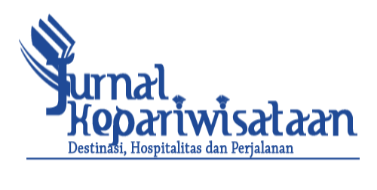 Jurnal
Kepariwisataan
Destinasi, Hospitalitas dan Perjalanan